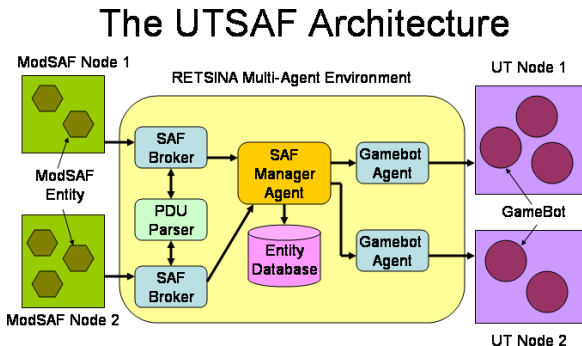 The UTSAF Architecture
ModSAF Node 1
RETSINA Multi-Agent Environment
UT Node 1
SAF
Broker
SAF
Manager
Agent
Gamebot
Agent
ModSAF
Entity
PDU
Parser
GameBot
Entity
Database
Gamebot
Agent
SAF
Broker
ModSAF Node 2
UT Node 2